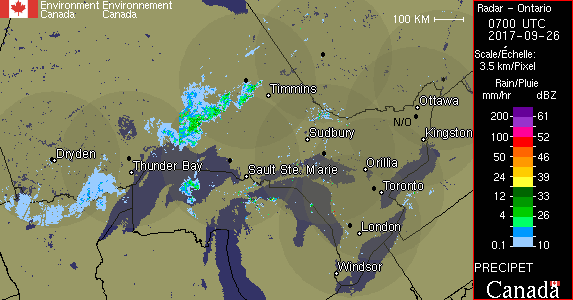 Environment Environnement
Canada Canada
100 KM
Radar - Ontario
0700 UTC
2017-09-26
Scale/Échelle:
3.5 km/Pixel
Rain/Pluie
mm/hr dBZ
200 61
100 52
50 46
24 39
12 33
4 26
0.1 10
PRECIPET
Canada
Timmins
Ottawa
N/O
Sudbury
Kingston
Dryden
Thunder Bay
Sault Ste. Marie
Orillia
Toronto
London
Windsor